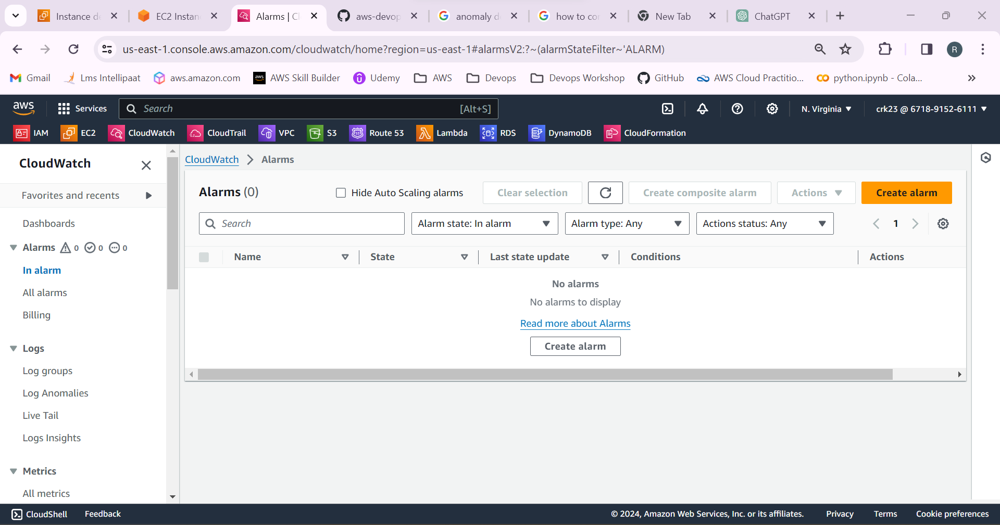 Instance de
EC2 Instan
Alarms | Cl
aws-devop
anomaly d
how to co
New Tab
ChatGPT
us-east-1.console.aws.amazon.com/cloudwatch/home?region=us-east-1#alarmsV2:?~(alarmStateFilter~'ALARM)
R
Gmail
Lms Intellipaat
aws.amazon.com
aws
AWS Skill Builder
Udemy
AWS
Devops
Devops Workshop
GitHub
AWS Cloud Practitio...
python.ipynb - Cola...
aws
Services
Search
[Alt+S]
N. Virginia
crk23 @ 6718-9152-6111
IAM
EC2
CloudWatch
CloudTrail
VPC
S3
Route 53
Lambda
RDS
DynamoDB
CloudFormation
CloudWatch
Favorites and recents
Dashboards
Alarms 0 0 0
In alarm
All alarms
Billing
Logs
Log groups
Log Anomalies
Live Tail
Logs Insights
Metrics
All metrics
CloudWatch
Alarms
Alarms (0)
Hide Auto Scaling alarms
Clear selection
Create composite alarm
Actions
Create alarm
Search
Alarm state: In alarm
Alarm type: Any
Actions status: Any
1
Name
State
Last state update
Conditions
Actions
No alarms
No alarms to display
Read more about Alarms
Create alarm
CloudShell
Feedback
© 2024, Amazon Web Services, Inc. or its affiliates.
Privacy
Terms
Cookie preferences